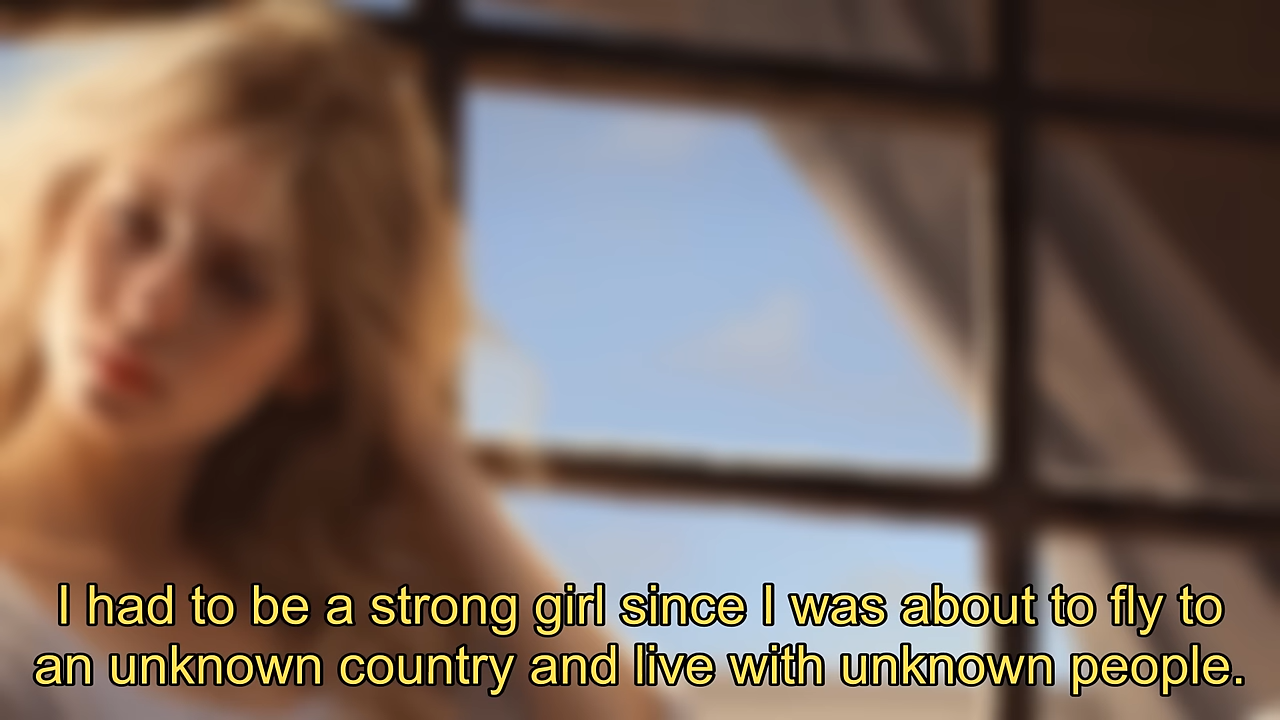 I had to be a strong girl since I was about to fly to
an unknown country and live with unknown people.